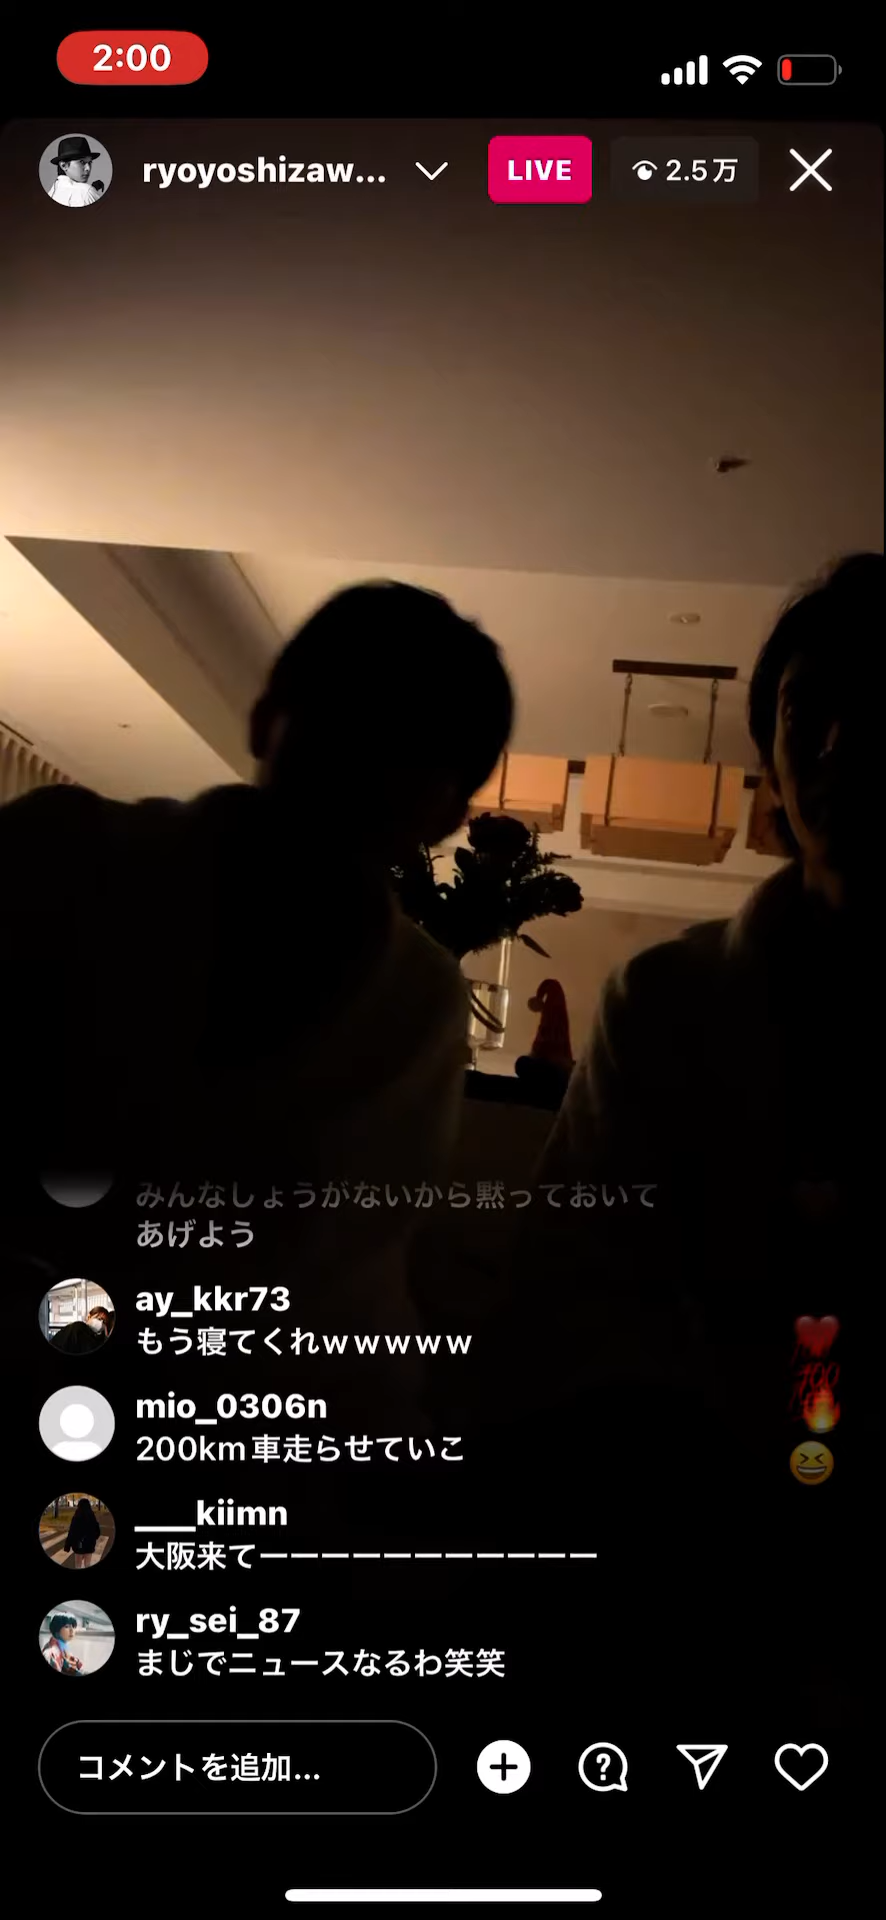 2:00
ryoyoshizaw...
LIVE
2.5万
みんなしょうがないから黙っておいて
あげよう
ay_kkr73
もう寝てくれwwwww
mio_0306n
200km車走らせていこ
___kiimn
大阪来てーーーーーーーーーーー
ry_sei_87
まじでニュースなるわ笑笑
コメントを追加...